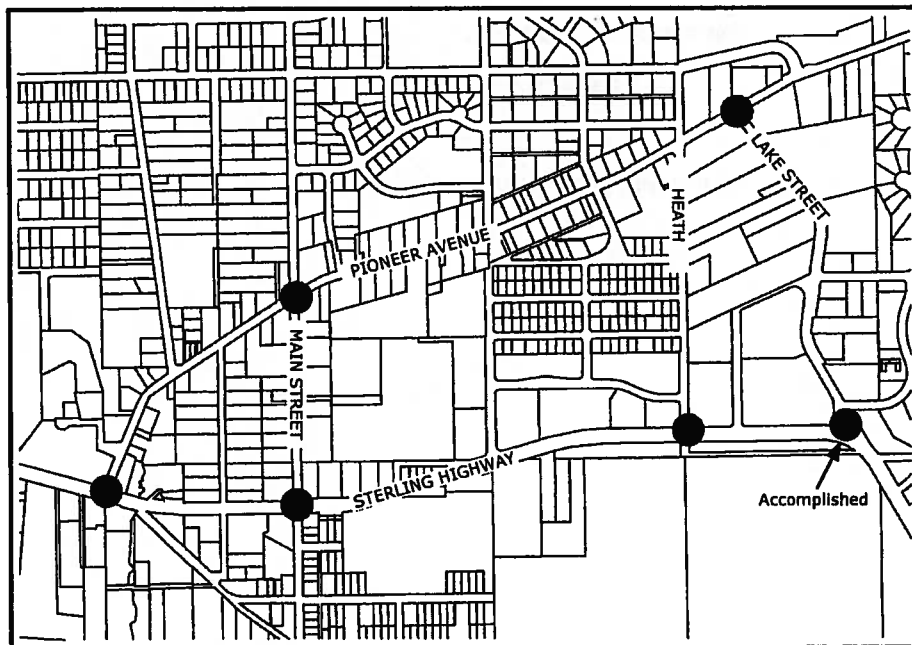 LAKE STREET
HEATH
PIONEER AVENUE
MAIN STREET
STERLING HIGHWAY
Accomplished